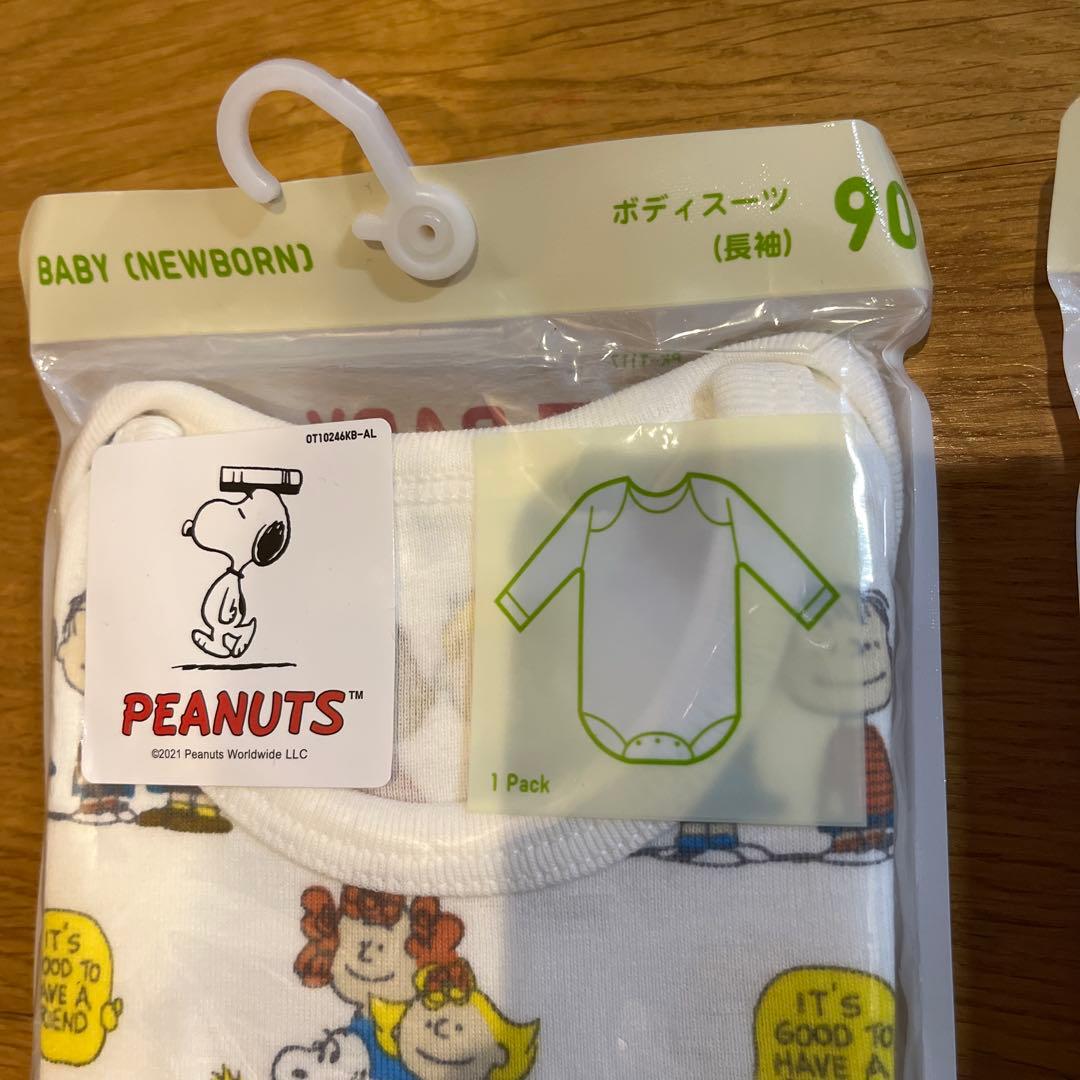 BABY (NEWBORN)
ボディスーツ
(長袖)
90
OT10246KB-AL
PEANUTS™
©2021 Peanuts Worldwide LLC
1 Pack
IT'S
GOOD TO
HAVE A
FRIEND
IT'S
GOOD TO
HAVE A